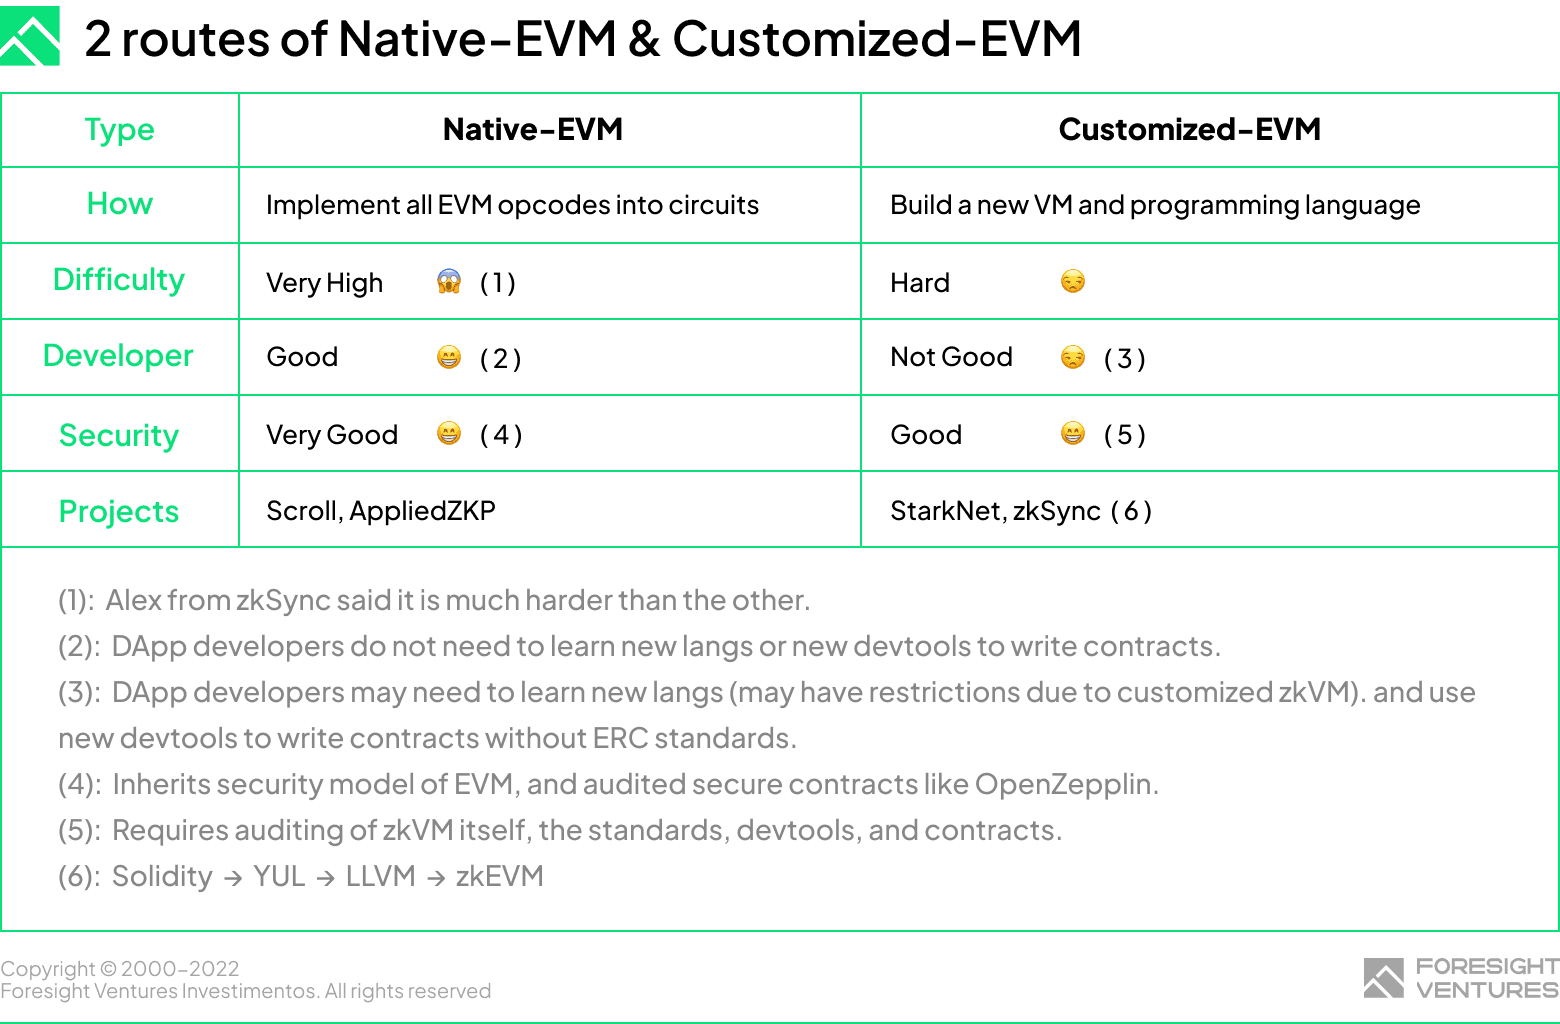 2 routes of Native-EVM & Customized-EVM
Type Native-EVM Customized-EVM
How Implement all EVM opcodes into circuits Build a new VM and programming language
Difficulty Very High 😱 (1) Hard 😒
Developer Good 😁 (2) Not Good 😒 (3)
Security Very Good 😁 (4) Good 😁 (5)
Projects Scroll, AppliedZKP StarkNet, zkSync (6)
(1): Alex from zkSync said it is much harder than the other.
(2): DApp developers do not need to learn new langs or new devtools to write contracts.
(3): DApp developers may need to learn new langs (may have restrictions due to customized zkVM). and use
new devtools to write contracts without ERC standards.
(4): Inherits security model of EVM, and audited secure contracts like OpenZepplin.
(5): Requires auditing of zkVM itself, the standards, devtools, and contracts.
(6): Solidity → YUL → LLVM → zkEVM
Copyright © 2000-2022
Foresight Ventures Investimentos. All rights reserved
FORESIGHT
VENTURES